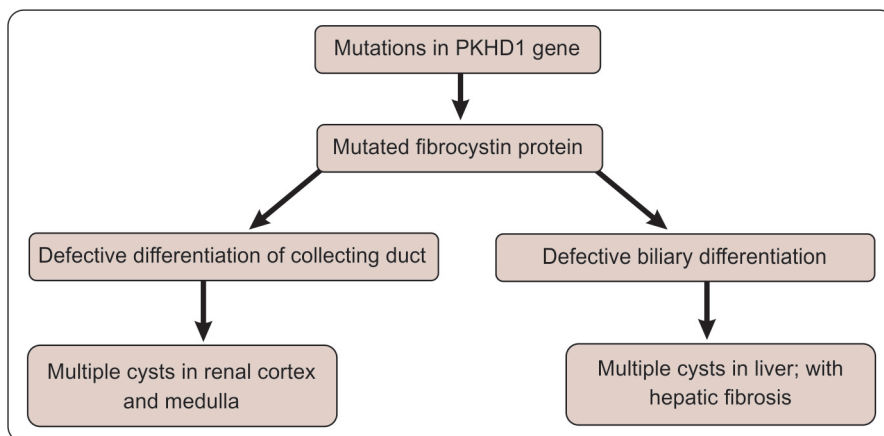 Mutations in PKHD1 gene
Mutated fibrocystin protein
Defective differentiation of collecting duct
Defective biliary differentiation
Multiple cysts in renal cortex
and medulla
Multiple cysts in liver; with
hepatic fibrosis